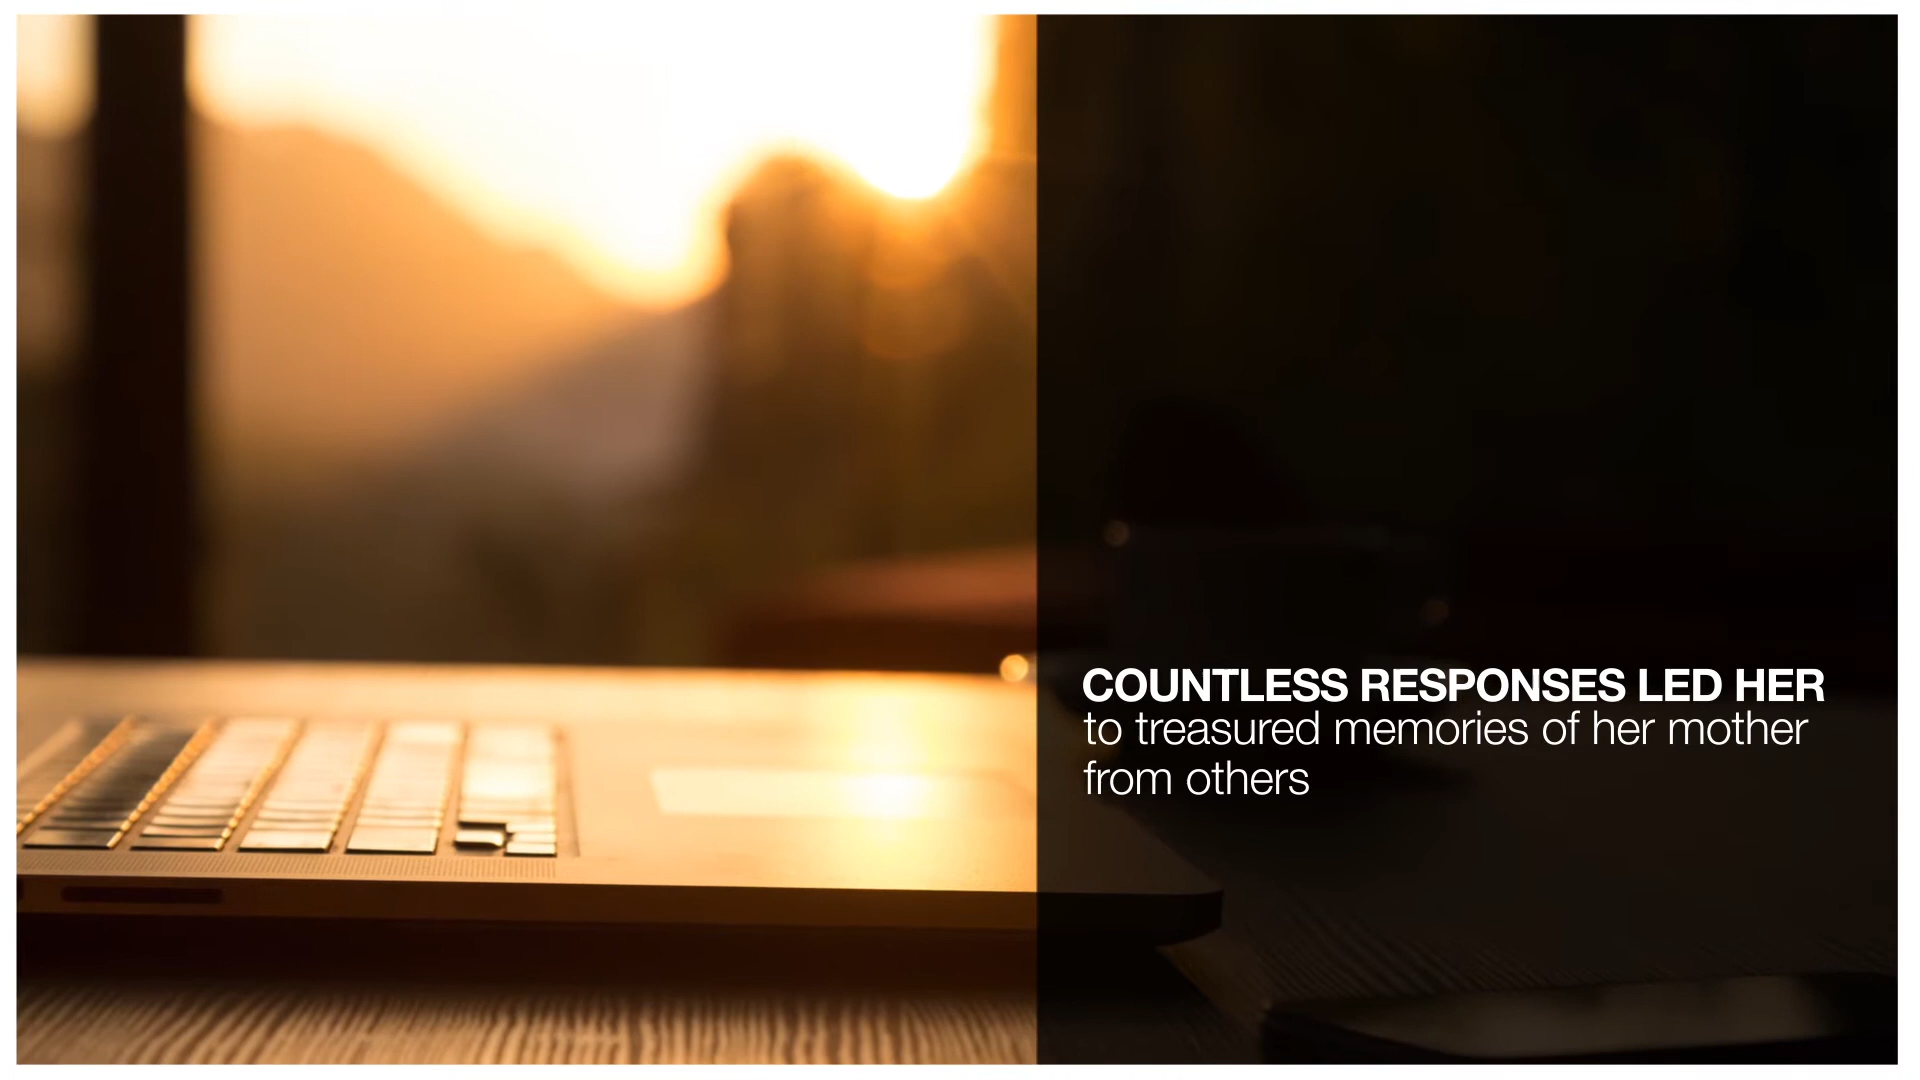 COUNTLESS RESPONSES LED HER
to treasured memories of her mother
from others